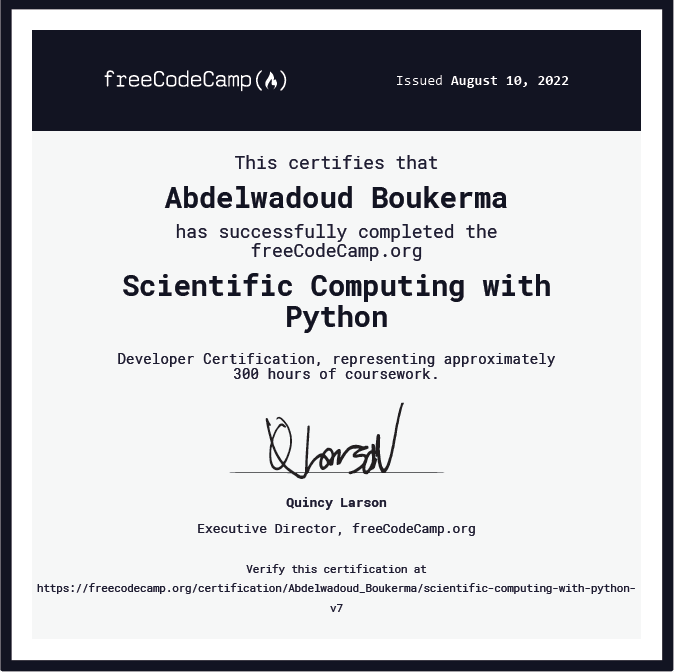 freeCodeCamp(🔥)
Issued August 10, 2022
This certifies that
Abdelwadoud Boukerma
has successfully completed the
freeCodeCamp.org
Scientific Computing with
Python
Developer Certification, representing approximately
300 hours of coursework.
Q Larson
Quincy Larson
Executive Director, freeCodeCamp.org
Verify this certification at
https://freecodecamp.org/certification/Abdelwadoud_Boukerma/scientific-computing-with-python-
v7